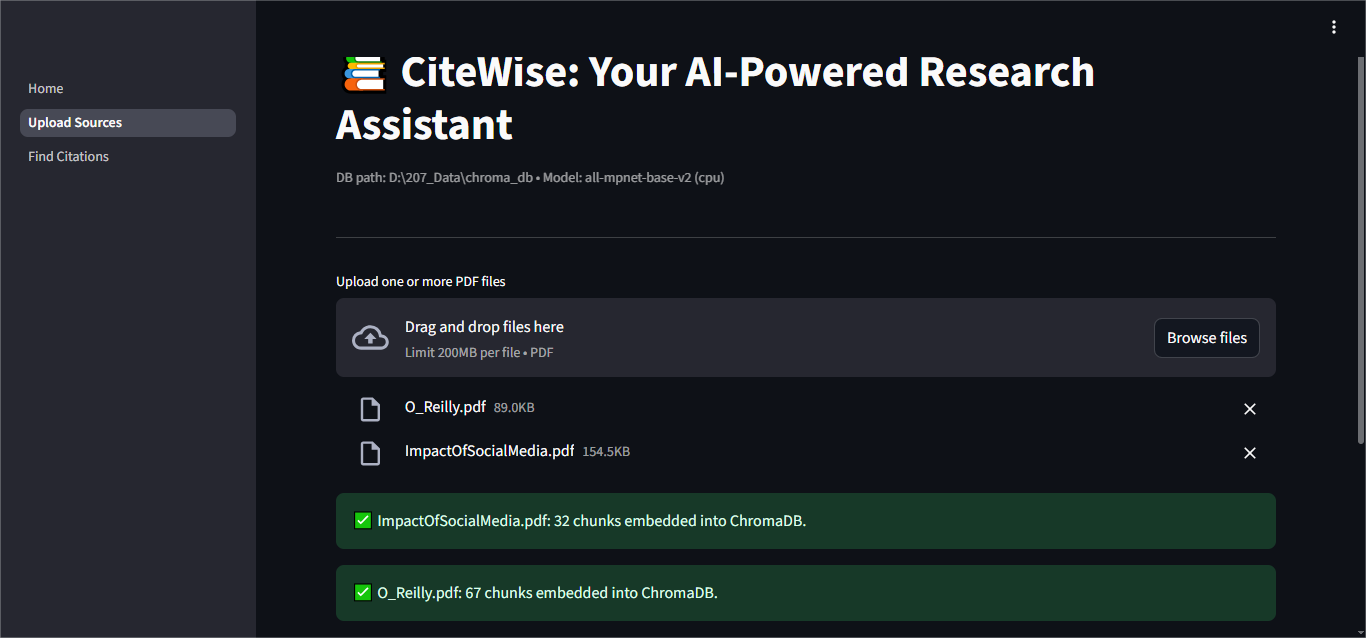 Home
Upload Sources
Find Citations
📚 CiteWise: Your AI-Powered Research
Assistant
DB path: D:\207_Data\chroma_db • Model: all-mpnet-base-v2 (cpu)
Upload one or more PDF files
Drag and drop files here
Limit 200MB per file • PDF
Browse files
O_Reilly.pdf 89.0KB
ImpactOfSocialMedia.pdf 154.5KB
✅ ImpactOfSocialMedia.pdf: 32 chunks embedded into ChromaDB.
✅ O_Reilly.pdf: 67 chunks embedded into ChromaDB.